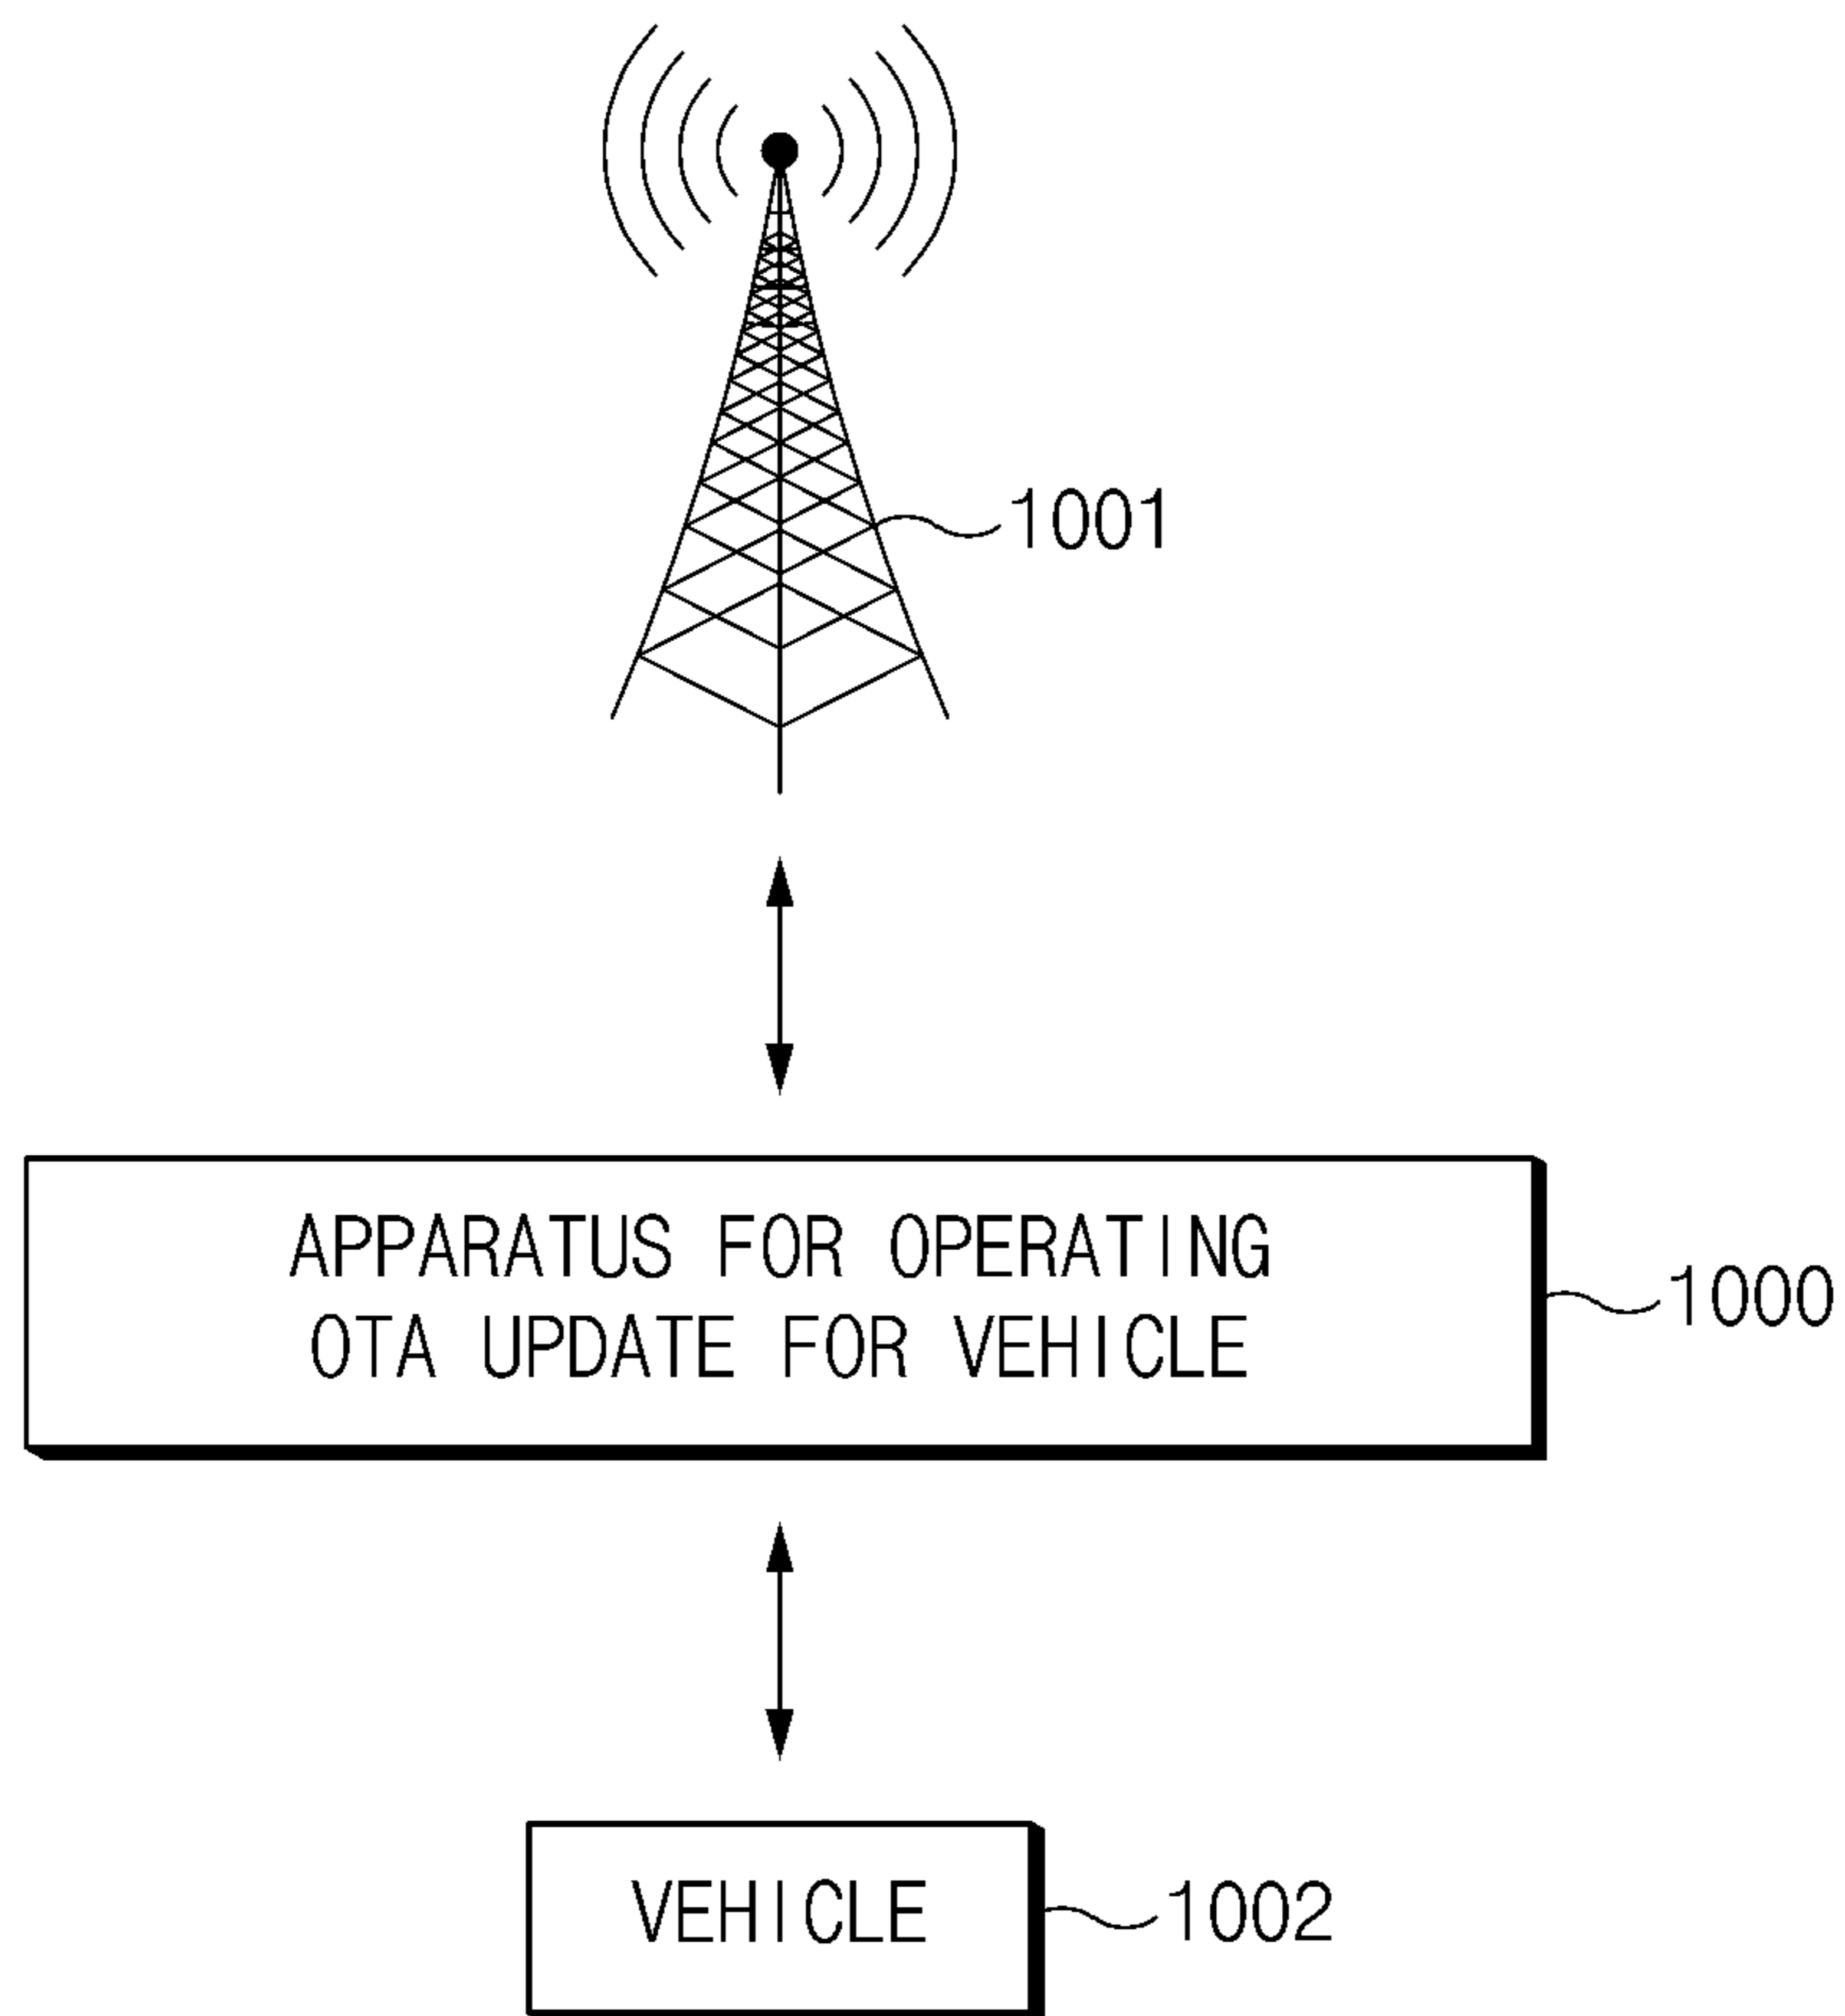 1001
APPARATUS FOR OPERATING
OTA UPDATE FOR VEHICLE
1000
VEHICLE
1002